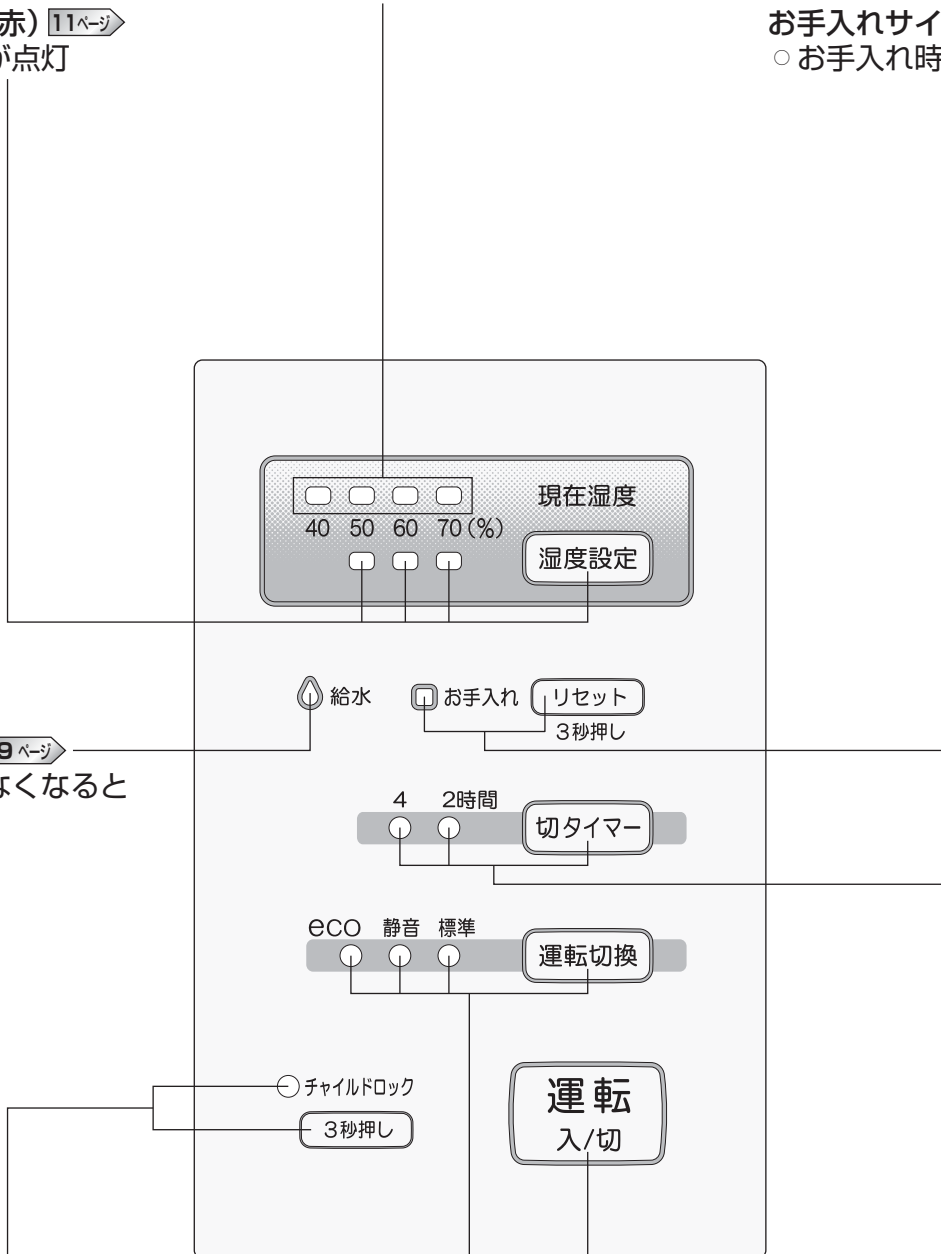 赤) 11ページ
が点灯
お手入れサイ
○ お手入れ時
現在湿度
40 50 60 70 (%)
湿度設定
給水
お手入れ
リセット
3秒押し
9 ページ
なくなると
4 2時間
切タイマー
eco 静音 標準
運転切換
チャイルドロック
3秒押し
運転
入/切